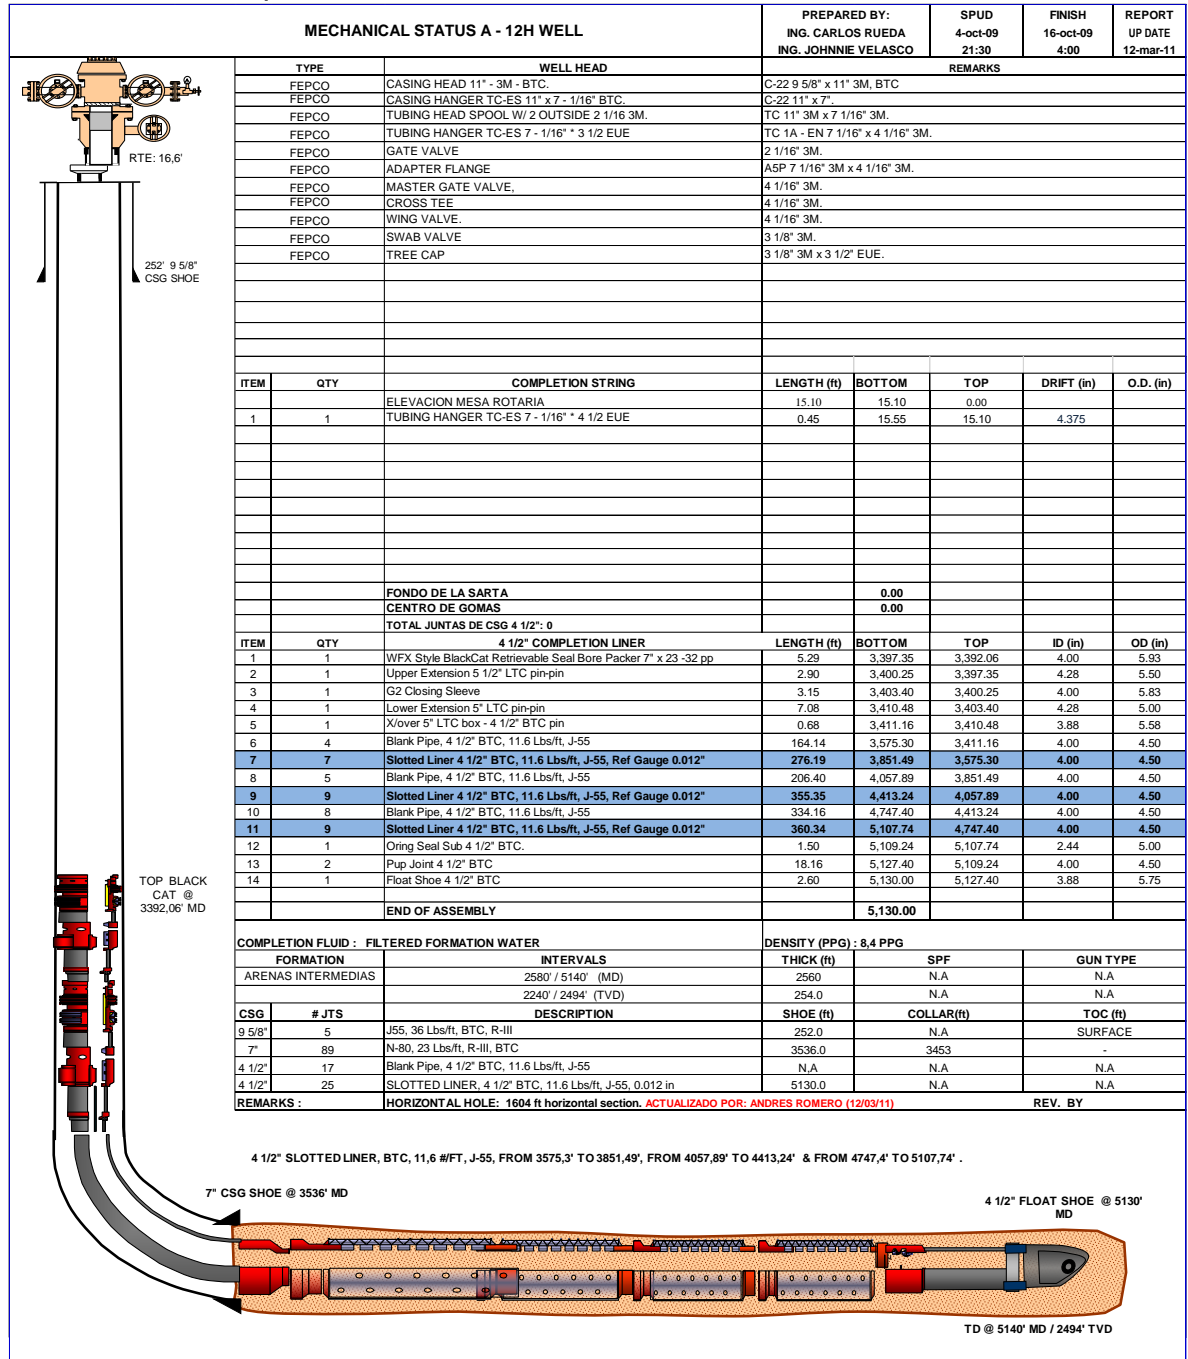 MECHANICAL STATUS A - 12H WELL
PREPARED BY:
ING. CARLOS RUEDA
ING. JOHNNIE VELASCO
SPUD
4-oct-09
21:30
FINISH
16-oct-09
4:00
REPORT
UP DATE
12-mar-11
TYPE WELL HEAD REMARKS
FEPCO CASING HEAD 11" - 3M - BTC. C-22 9 5/8" x 11" 3M, BTC
FEPCO CASING HANGER TC-ES 11" x 7 - 1/16" BTC. C-22 11" x 7".
FEPCO TUBING HEAD SPOOL W/ 2 OUTSIDE 2 1/16 3M. TC 11" 3M x 7 1/16" 3M.
FEPCO TUBING HANGER TC-ES 7 - 1/16" * 3 1/2 EUE TC 1A - EN 7 1/16" x 4 1/16" 3M.
FEPCO GATE VALVE 2 1/16" 3M.
FEPCO ADAPTER FLANGE A5P 7 1/16" 3M x 4 1/16" 3M.
FEPCO MASTER GATE VALVE, 4 1/16" 3M.
FEPCO CROSS TEE 4 1/16" 3M.
FEPCO WING VALVE. 4 1/16" 3M.
FEPCO SWAB VALVE 3 1/8" 3M.
FEPCO TREE CAP 3 1/8" 3M x 3 1/2" EUE.
RTE: 16,6'
252' 9 5/8"
CSG SHOE
ITEM QTY COMPLETION STRING LENGTH (ft) BOTTOM TOP DRIFT (in) O.D. (in)
ELEVACION MESA ROTARIA 15.10 15.10 0.00
1 1 TUBING HANGER TC-ES 7 - 1/16" * 4 1/2 EUE 0.45 15.55 15.10 4.375
FONDO DE LA SARTA 0.00
CENTRO DE GOMAS 0.00
TOTAL JUNTAS DE CSG 4 1/2": 0
ITEM QTY 4 1/2" COMPLETION LINER LENGTH (ft) BOTTOM TOP ID (in) OD (in)
1 1 WFX Style BlackCat Retrievable Seal Bore Packer 7" x 23 -32 pp 5.29 3,397.35 3,392.06 4.00 5.93
2 1 Upper Extension 5 1/2" LTC pin-pin 2.90 3,400.25 3,397.35 4.28 5.50
3 1 G2 Closing Sleeve 3.15 3,403.40 3,400.25 4.00 5.83
4 1 Lower Extension 5" LTC pin-pin 7.08 3,410.48 3,403.40 4.28 5.00
5 1 X/over 5" LTC box - 4 1/2" BTC pin 0.68 3,411.16 3,410.48 3.88 5.58
6 4 Blank Pipe, 4 1/2" BTC, 11.6 Lbs/ft, J-55 164.14 3,575.30 3,411.16 4.00 4.50
7 7 Slotted Liner 4 1/2" BTC, 11.6 Lbs/ft, J-55, Ref Gauge 0.012" 276.19 3,851.49 3,575.30 4.00 4.50
8 5 Blank Pipe, 4 1/2" BTC, 11.6 Lbs/ft, J-55 206.40 4,057.89 3,851.49 4.00 4.50
9 9 Slotted Liner 4 1/2" BTC, 11.6 Lbs/ft, J-55, Ref Gauge 0.012" 355.35 4,413.24 4,057.89 4.00 4.50
10 8 Blank Pipe, 4 1/2" BTC, 11.6 Lbs/ft, J-55 334.16 4,747.40 4,413.24 4.00 4.50
11 9 Slotted Liner 4 1/2" BTC, 11.6 Lbs/ft, J-55, Ref Gauge 0.012" 360.34 5,107.74 4,747.40 4.00 4.50
12 1 Oring Seal Sub 4 1/2" BTC. 1.50 5,109.24 5,107.74 2.44 5.00
13 2 Pup Joint 4 1/2" BTC 18.16 5,127.40 5,109.24 4.00 4.50
14 1 Float Shoe 4 1/2" BTC 2.60 5,130.00 5,127.40 3.88 5.75
END OF ASSEMBLY 5,130.00
TOP BLACK
CAT @
3392,06' MD
COMPLETION FLUID : FILTERED FORMATION WATER DENSITY (PPG) : 8,4 PPG
FORMATION INTERVALS THICK (ft) SPF GUN TYPE
ARENAS INTERMEDIAS 2580' / 5140' (MD) 2560 N.A N.A
2240' / 2494' (TVD) 254.0 N.A N.A
CSG # JTS DESCRIPTION SHOE (ft) COLLAR(ft) TOC (ft)
9 5/8" 5 J55, 36 Lbs/ft, BTC, R-III 252.0 N.A SURFACE
7" 89 N-80, 23 Lbs/ft, R-III, BTC 3536.0 3453 -
4 1/2" 17 Blank Pipe, 4 1/2" BTC, 11.6 Lbs/ft, J-55 N,A N.A N.A
4 1/2" 25 SLOTTED LINER, 4 1/2" BTC, 11.6 Lbs/ft, J-55, 0.012 in 5130.0 N.A N.A
REMARKS : HORIZONTAL HOLE: 1604 ft horizontal section. ACTUALIZADO POR: ANDRES ROMERO (12/03/11) REV. BY
4 1/2" SLOTTED LINER, BTC, 11,6 #/FT, J-55, FROM 3575,3' TO 3851,49', FROM 4057,89' TO 4413,24' & FROM 4747,4' TO 5107,74' .
7" CSG SHOE @ 3536' MD
4 1/2" FLOAT SHOE @ 5130'
MD
TD @ 5140' MD / 2494' TVD